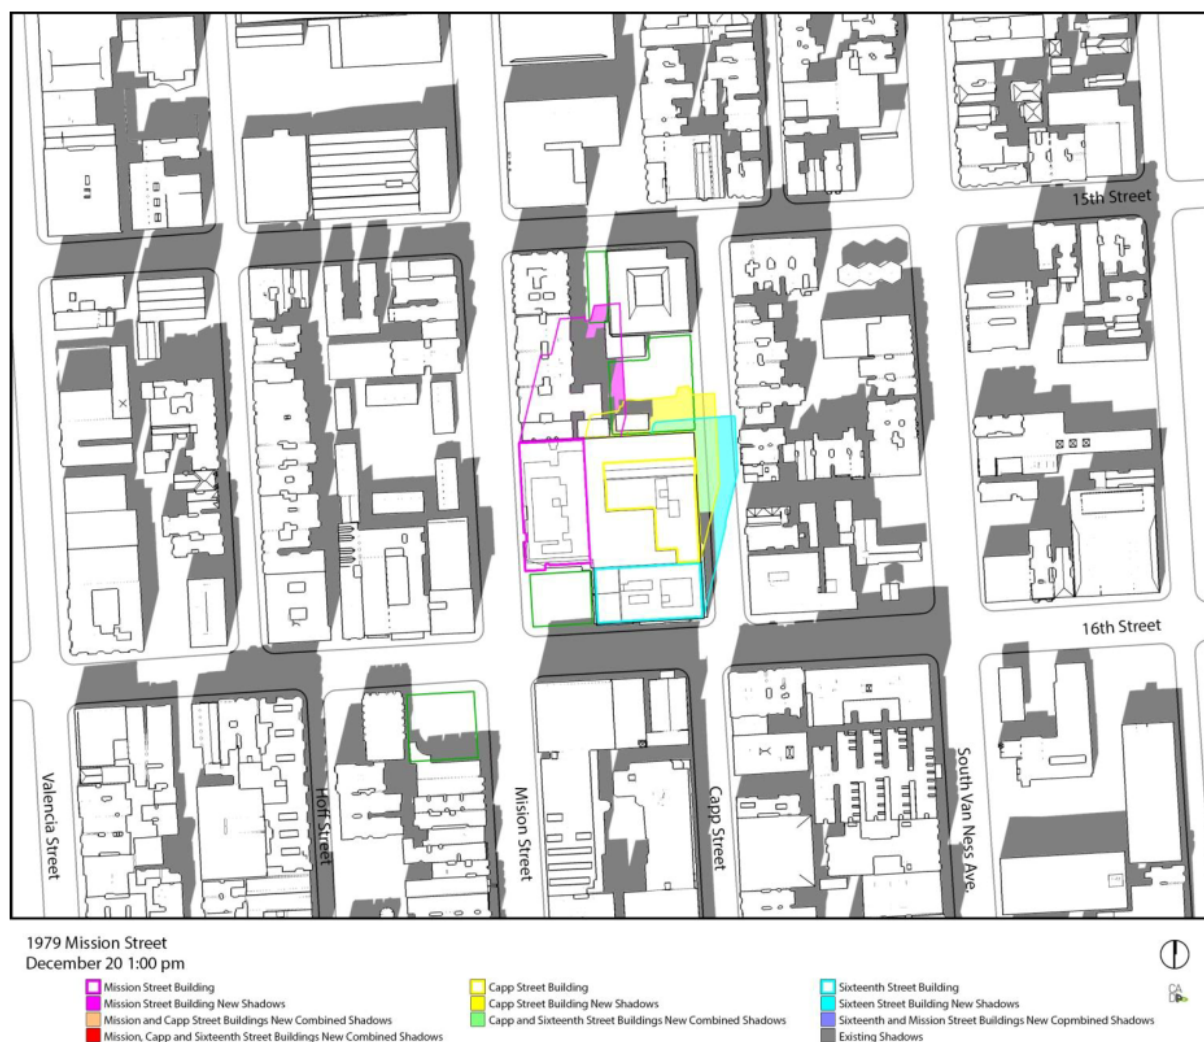 15th Street
16th Street
Valencia Street
Hoff Street
Mision Street
Capp Street
South Van Ness Ave.
1979 Mission Street
December 20 1:00 pm
Mission Street Building
Mission Street Building New Shadows
Mission and Capp Street Buildings New Combined Shadows
Mission, Capp and Sixteenth Street Buildings New Combined Shadows
Capp Street Building
Capp Street Building New Shadows
Capp and Sixteenth Street Buildings New Combined Shadows
Sixteenth Street Building
Sixteen Street Building New Shadows
Sixteenth and Mission Street Buildings New Copmbined Shadows
Existing Shadows